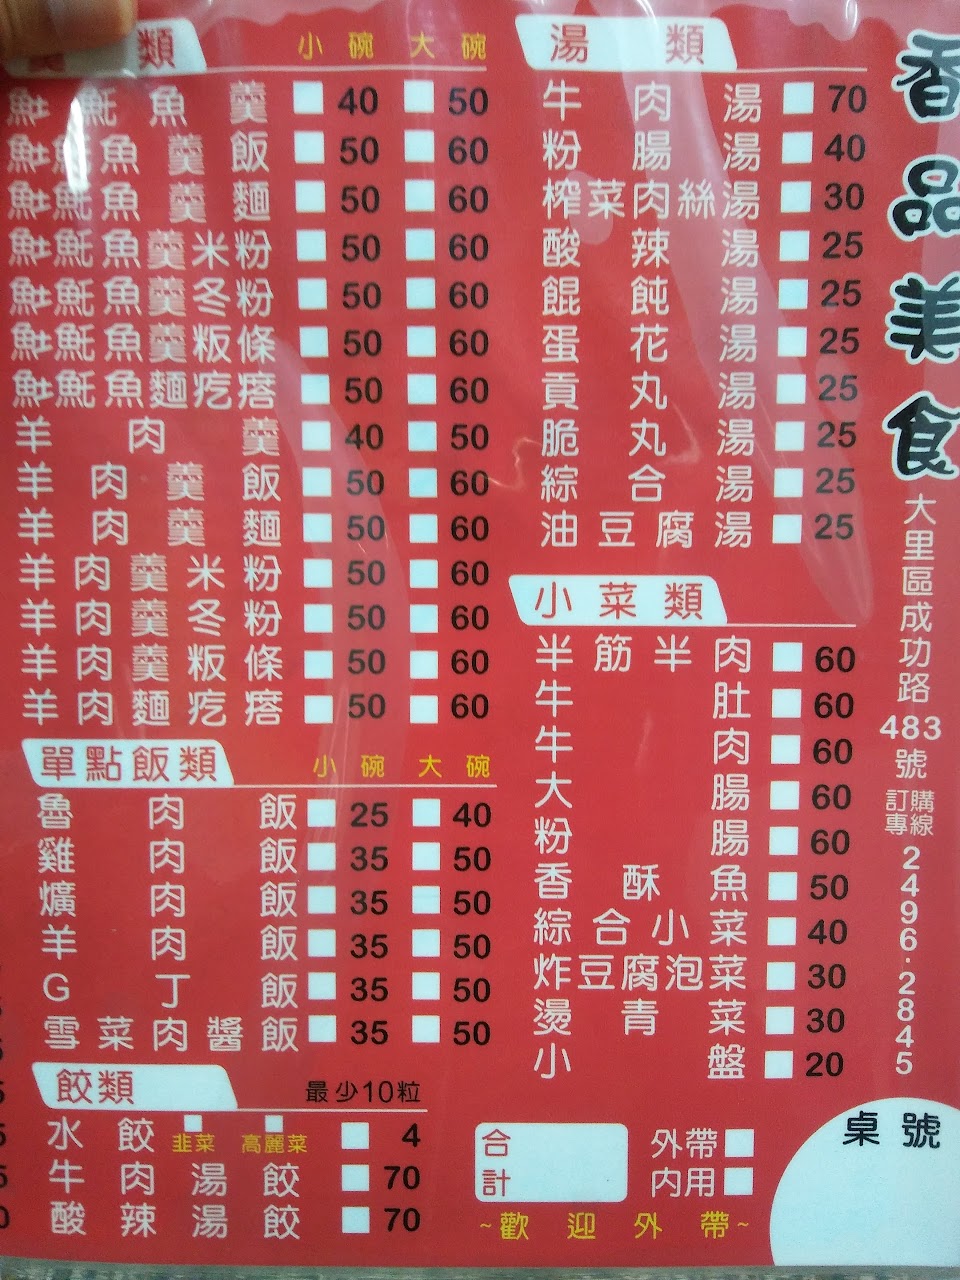 類 小碗 大碗
魠魚羹 40 50
魠魚羹飯 50 60
魠魚羹麵 50 60
魠魚羹米粉 50 60
魠魚羹冬粉 50 60
魠魚羹粄條 50 60
魠魚麵疙瘩 50 60
羊肉羹 40 50
羊肉羹飯 50 60
羊肉羹麵 50 60
羊肉羹米粉 50 60
羊肉羹冬粉 50 60
羊肉羹粄條 50 60
羊肉麵疙瘩 50 60
單點飯類 小碗 大碗
魯肉飯 25 40
雞肉飯 35 50
爌肉飯 35 50
羊肉飯 35 50
G丁飯 35 50
雪菜肉醬飯 35 50
餃類 最少10粒
水餃 韭菜 高麗菜 4
牛肉湯餃 70
酸辣湯餃 70
湯類
牛肉湯 70
粉腸湯 40
榨菜肉絲湯 30
酸辣湯 25
餛飩湯 25
蛋花湯 25
貢丸湯 25
脆丸湯 25
綜合湯 25
油豆腐湯 25
小菜類
半筋半肉 60
牛肚 60
牛肉 60
大腸 60
粉腸 60
香酥魚 50
綜合小菜 40
炸豆腐泡菜 30
燙青菜 30
小盤 20
合計
外帶
內用
~歡迎外帶~
香品美食
大里區成功路483號
訂購專線 2496·2845
桌號